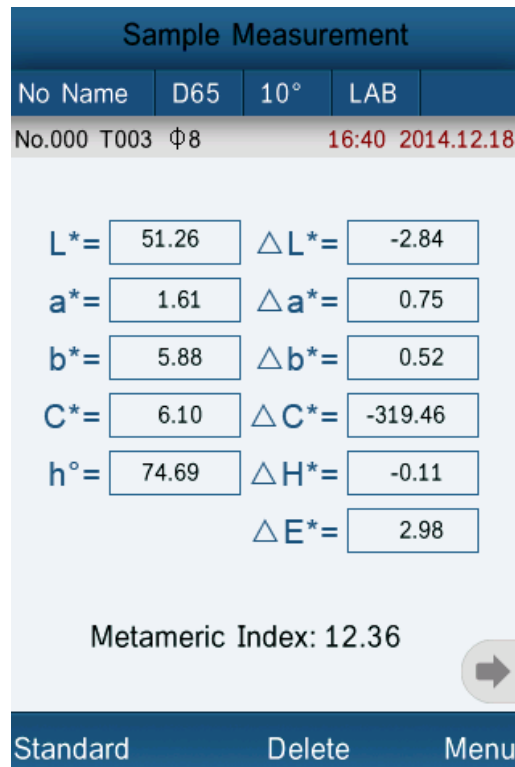 Sample Measurement
No Name D65 10° LAB
No.000 T003 Φ8 16:40 2014.12.18
L*= 51.26 △L*= -2.84
a*= 1.61 △a*= 0.75
b*= 5.88 △b*= 0.52
C*= 6.10 △C*= -319.46
h°= 74.69 △H*= -0.11
△E*= 2.98
Metameric Index: 12.36
Standard Delete Menu